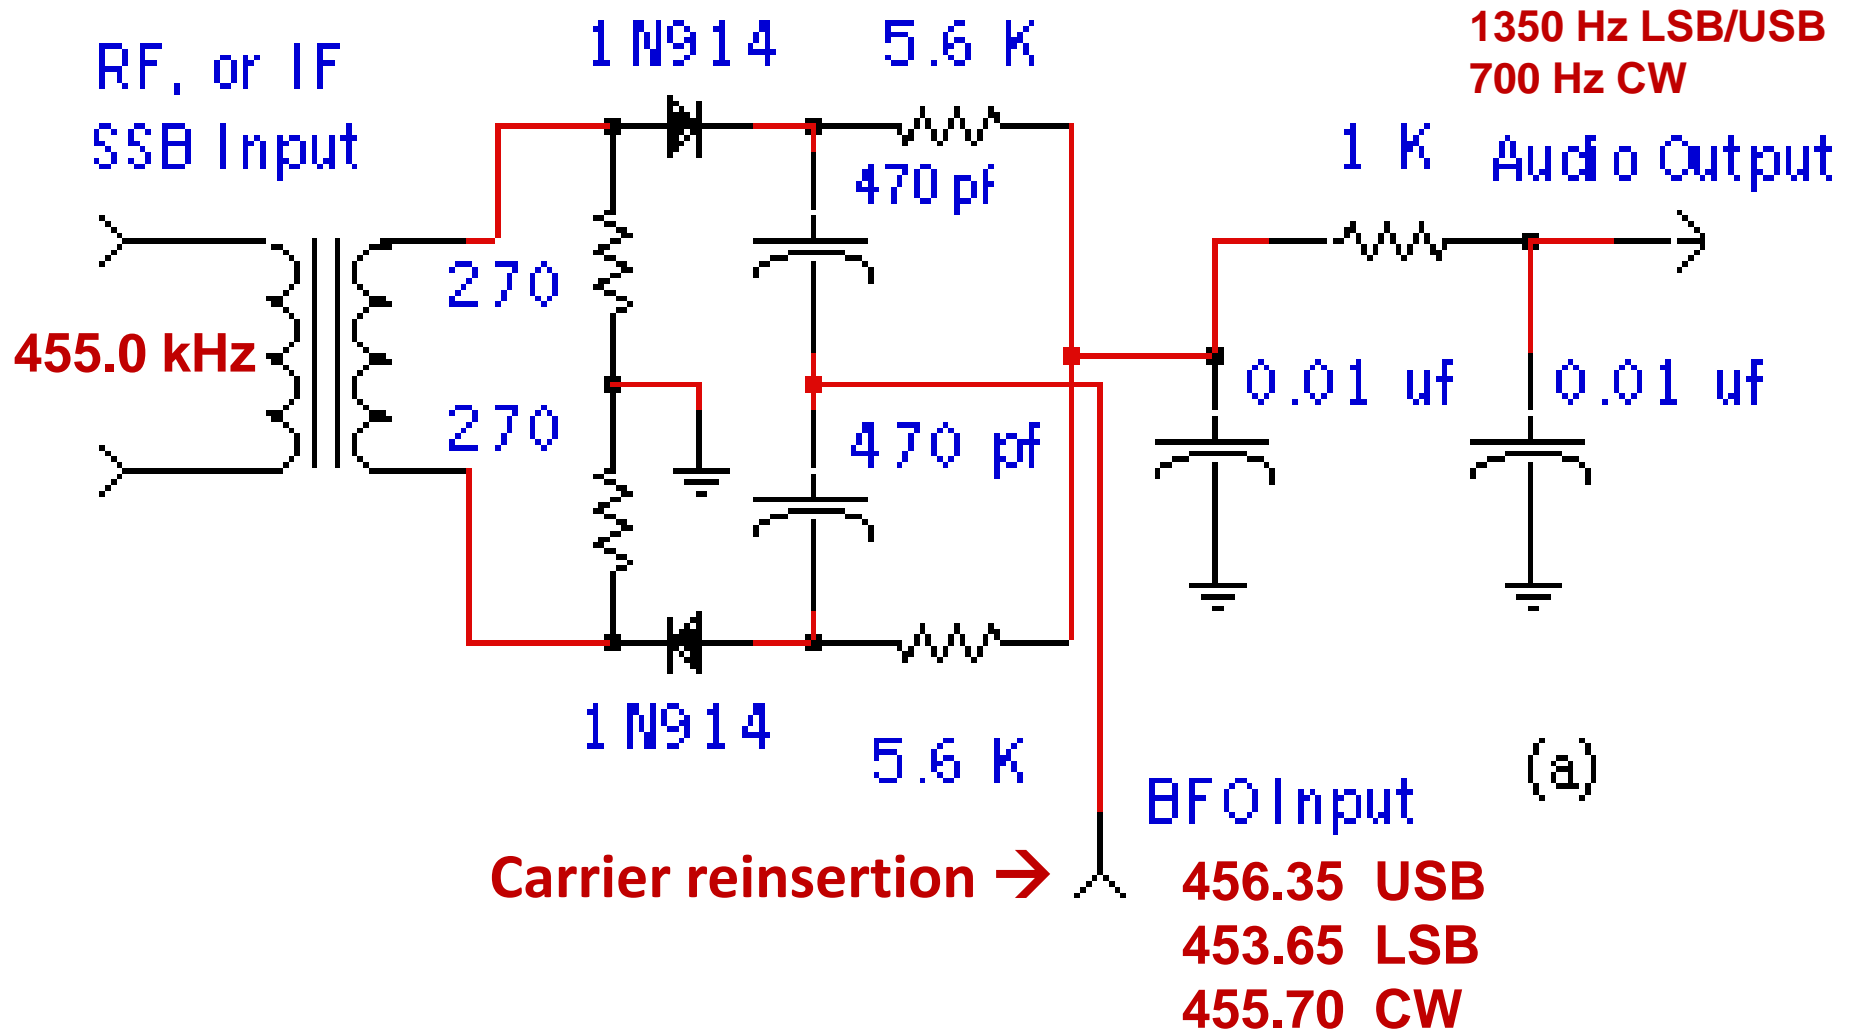 1350 Hz LSB/USB
700 Hz CW
RF, or IF
SSB Input
1N914
5.6 K
1 K
Audio Output
470 pf
270
455.0 kHz
0.01 uf
0.01 uf
270
470 pf
1N914
5.6 K
(a)
BFO Input
Carrier reinsertion →
456.35 USB
453.65 LSB
455.70 CW